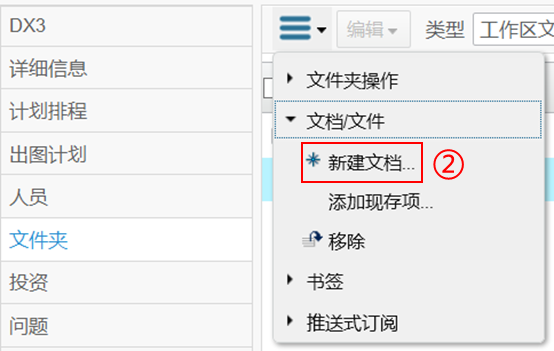 DX3
详细信息
计划排程
出图计划
人员
文件夹
投资
问题
编辑 类型 工作区文
文件夹操作
文档/文件
新建文档... ②
添加现存项...
移除
书签
推送式订阅